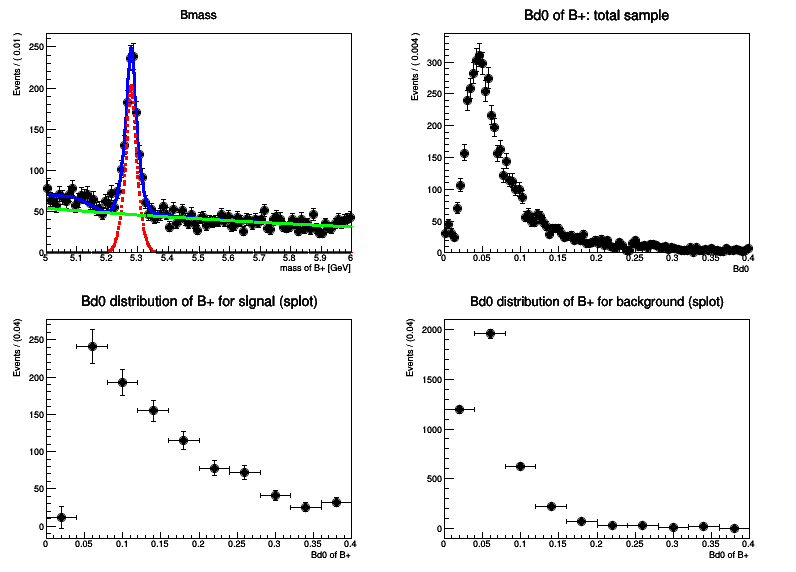 Bmass
Events / ( 0.01 )
250
200
150
100
50
0
5 5.1 5.2 5.3 5.4 5.5 5.6 5.7 5.8 5.9 6
mass of B+ [GeV]
Bd0 of B+: total sample
Events / ( 0.004 )
300
250
200
150
100
50
0
0 0.05 0.1 0.15 0.2 0.25 0.3 0.35 0.4
Bd0
Bd0 distribution of B+ for signal (splot)
Events / (0.04)
250
200
150
100
50
0
0 0.05 0.1 0.15 0.2 0.25 0.3 0.35 0.4
Bd0 of B+
Bd0 distribution of B+ for background (splot)
Events / (0.04)
2000
1500
1000
500
0
0 0.05 0.1 0.15 0.2 0.25 0.3 0.35 0.4
Bd0 of B+